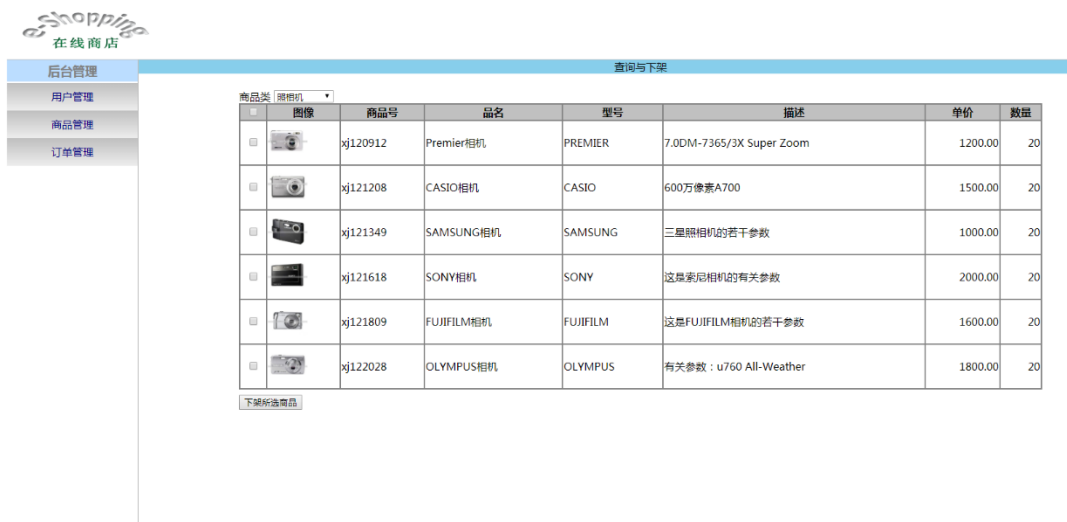 e-Shopping
在线商店
后台管理
查询与下架
用户管理
商品管理
订单管理
商品类 照相机
图像 商品号 品名 型号 描述 单价 数量
xj120912 Premier相机 PREMIER 7.0DM-7365/3X Super Zoom 1200.00 20
xj121208 CASIO相机 CASIO 600万像素A700 1500.00 20
xj121349 SAMSUNG相机 SAMSUNG 三星照相机的若干参数 1000.00 20
xj121618 SONY相机 SONY 这是索尼相机的有关参数 2000.00 20
xj121809 FUJIFILM相机 FUJIFILM 这是FUJIFILM相机的若干参数 1600.00 20
xj122028 OLYMPUS相机 OLYMPUS 有关参数：u760 All-Weather 1800.00 20
下架所选商品